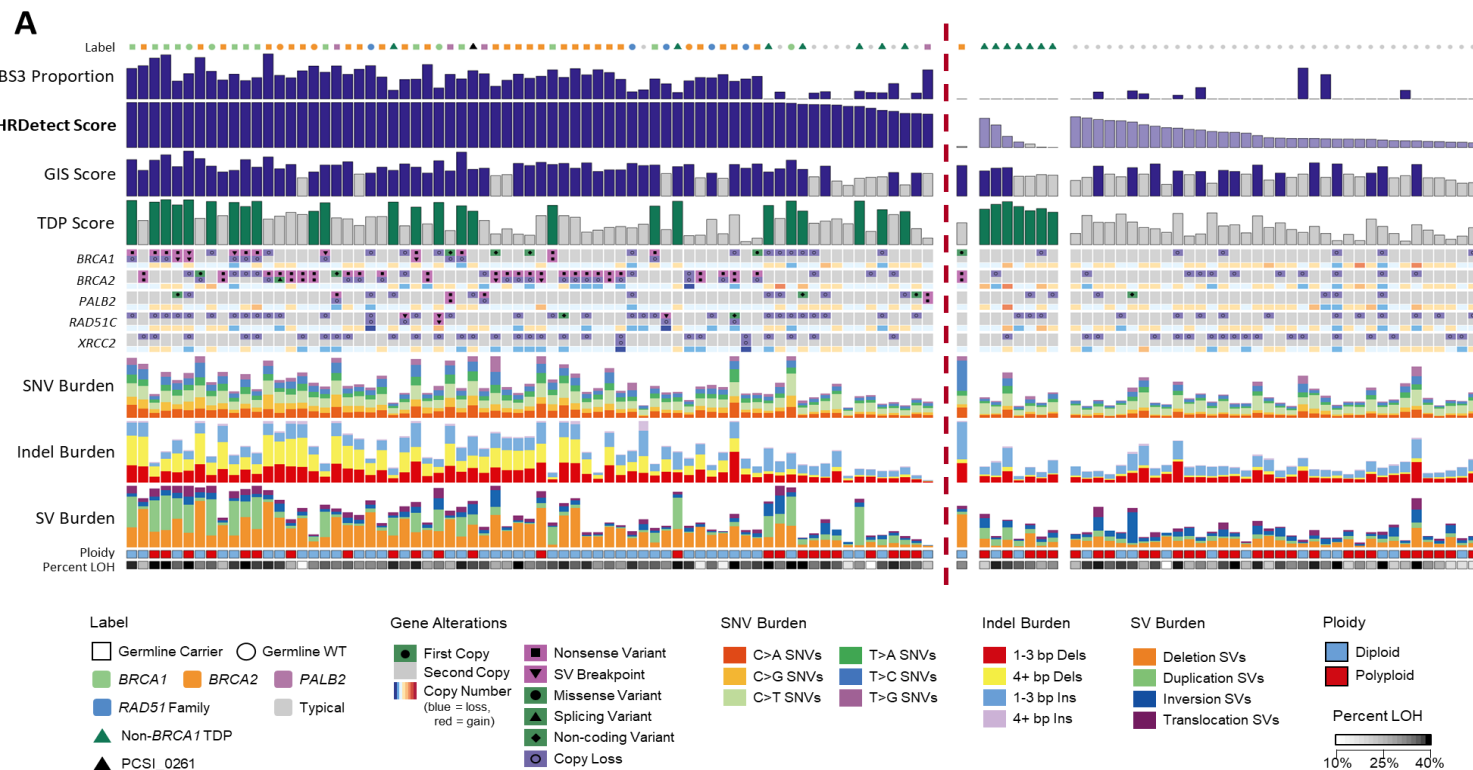 A
Label
BS3 Proportion
HRDetect Score
GIS Score
TDP Score
BRCA1
BRCA2
PALB2
RAD51C
XRCC2
SNV Burden
Indel Burden
SV Burden
Ploidy
Percent LOH
Label
Germline Carrier
Germline WT
BRCA1
BRCA2
PALB2
RAD51 Family
Typical
Non-BRCA1 TDP
PCSI_0261
Gene Alterations
First Copy
Second Copy
Copy Number
(blue = loss,
red = gain)
Nonsense Variant
SV Breakpoint
Missense Variant
Splicing Variant
Non-coding Variant
Copy Loss
SNV Burden
C>A SNVs
C>G SNVs
C>T SNVs
T>A SNVs
T>C SNVs
T>G SNVs
Indel Burden
1-3 bp Dels
4+ bp Dels
1-3 bp Ins
4+ bp Ins
SV Burden
Deletion SVs
Duplication SVs
Inversion SVs
Translocation SVs
Ploidy
Diploid
Polyploid
Percent LOH
10% 25% 40%